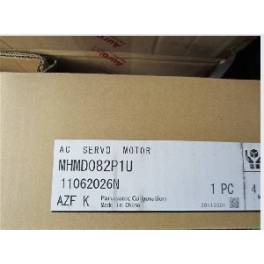 AC SERVO MOTOR
MHMD082P1U
11062026N
1 PC
AZF K
Panasonic Corporation
Made in China